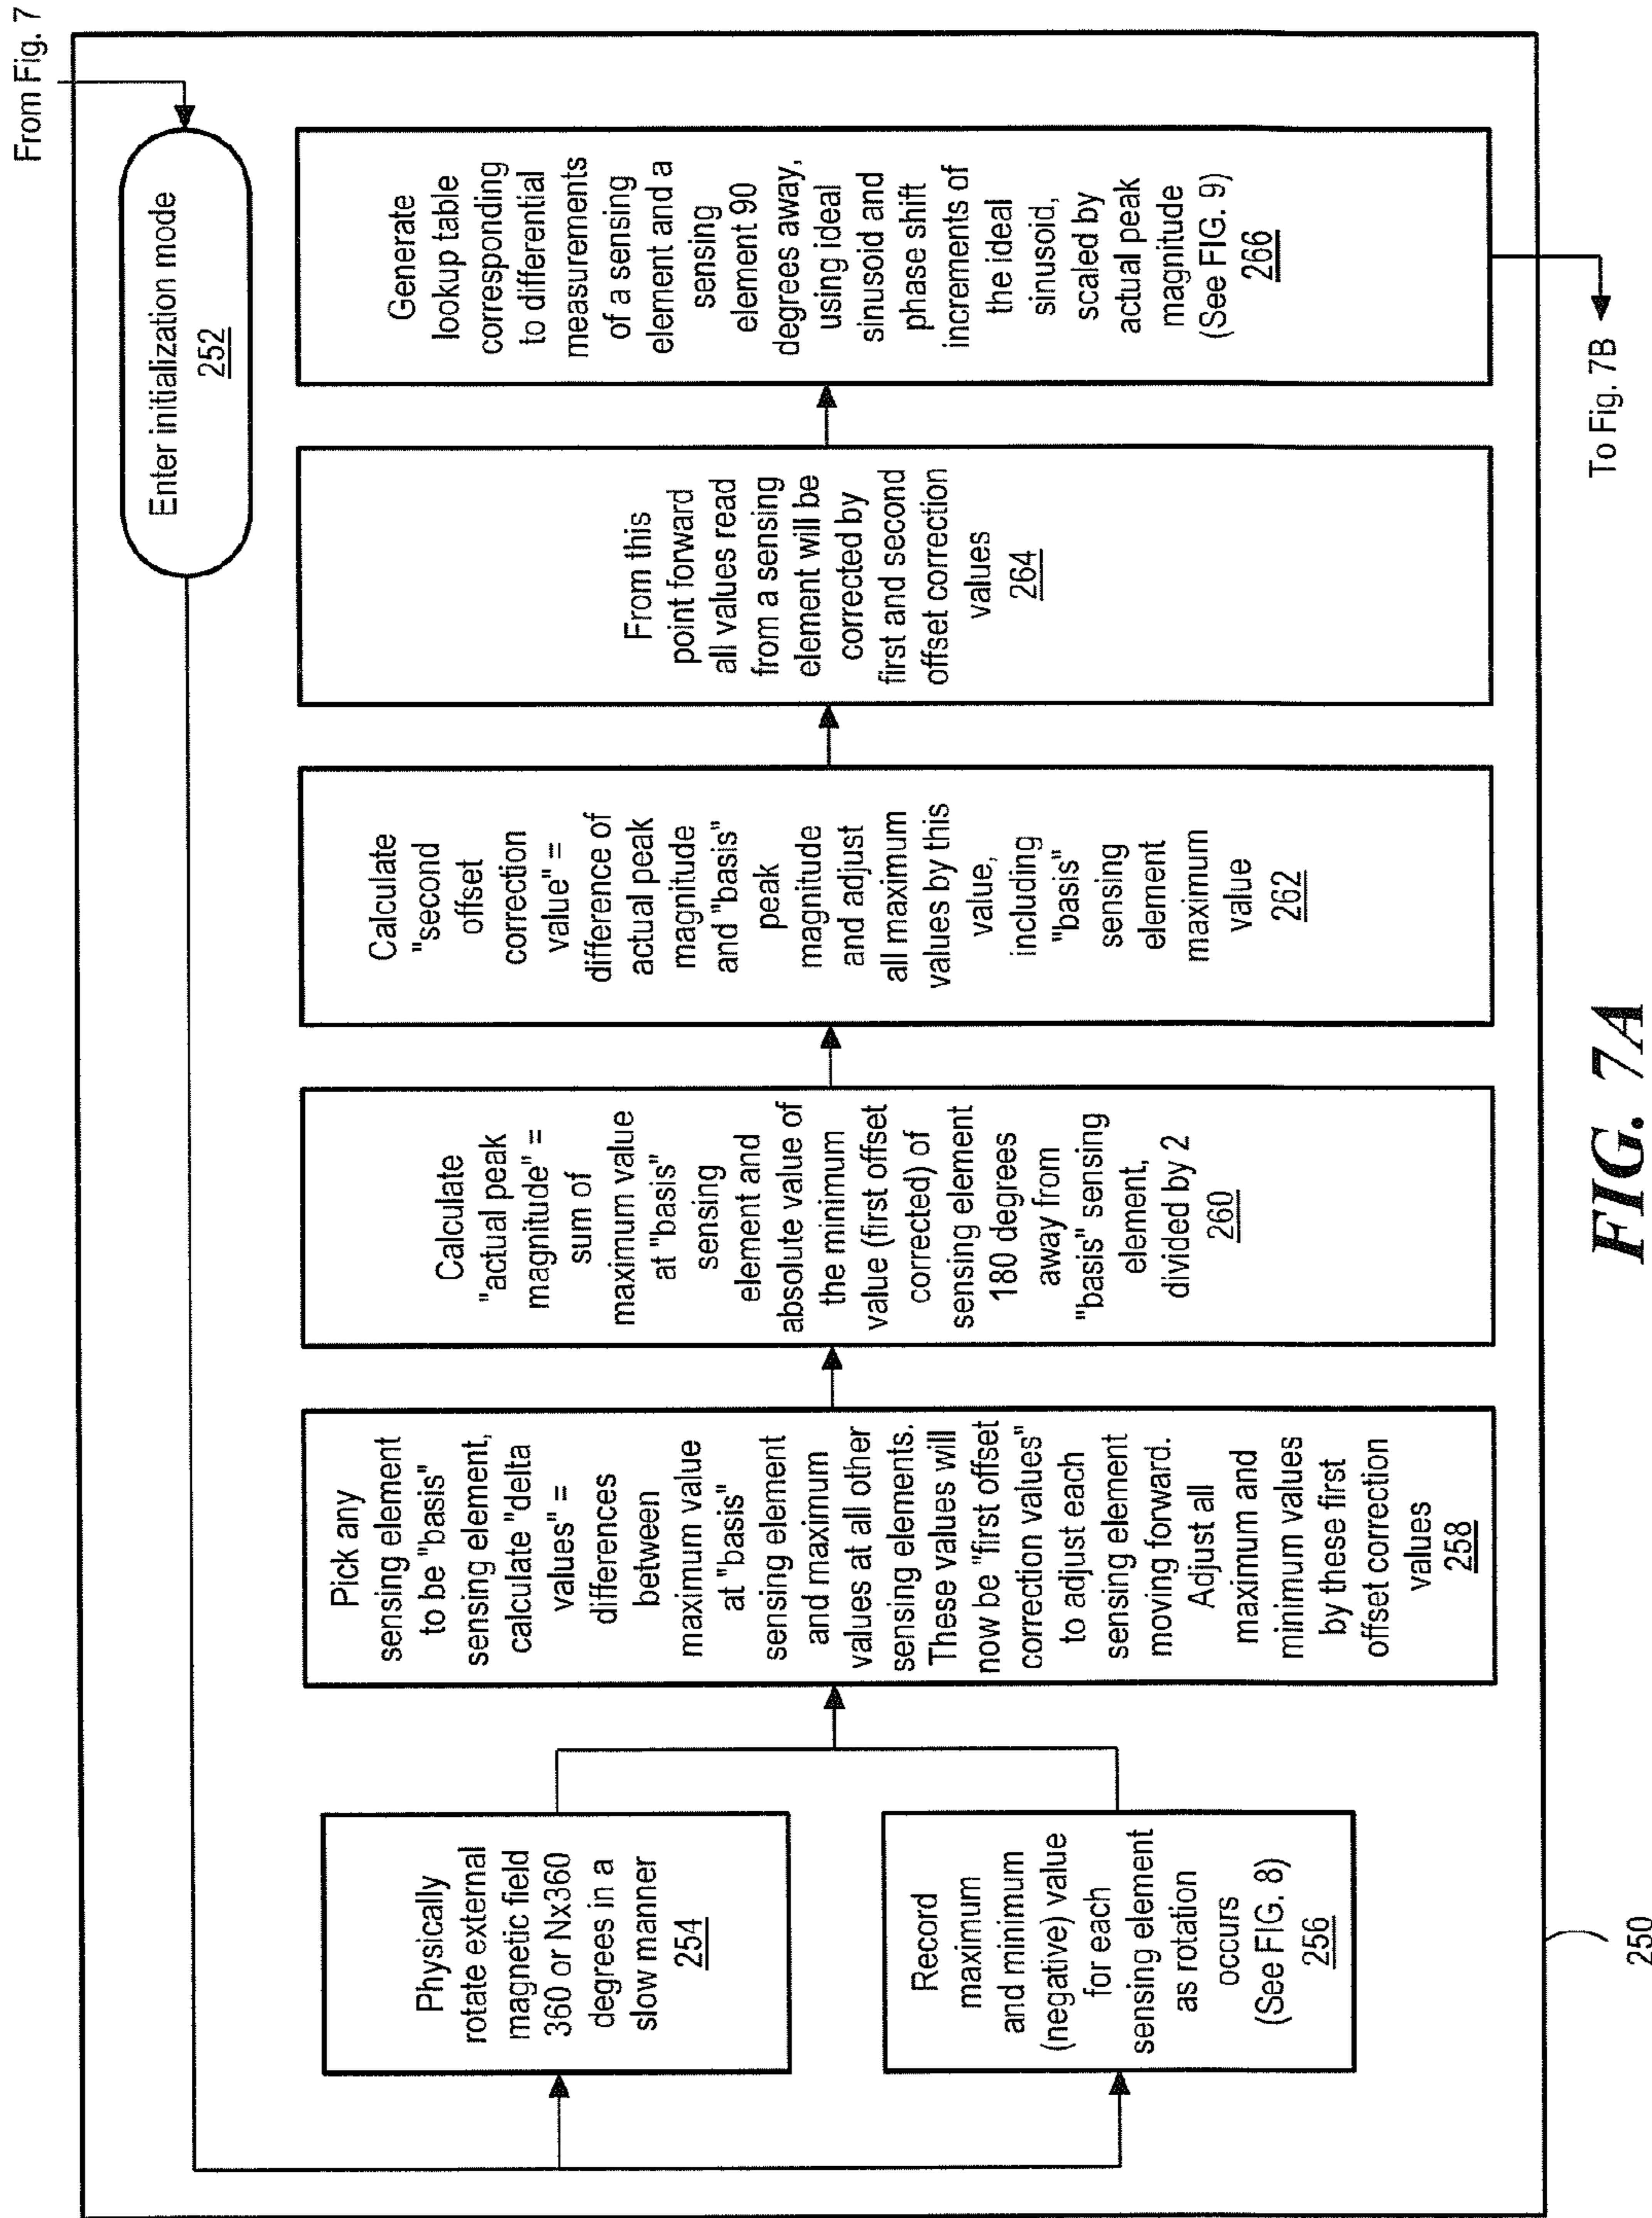 From Fig. 7
Enter initialization mode
252
Physically
rotate external
magnetic field
360 or Nx360
degrees in a
slow manner
254
Record
maximum
and minimum
(negative) value
for each
sensing element
as rotation
occurs
(See FIG. 8)
256
Pick any
sensing element
to be "basis"
sensing element,
calculate "delta
values" =
differences
between
maximum value
at "basis"
sensing element
and maximum
values at all other
sensing elements.
These values will
now be "first offset
correction values"
to adjust each
sensing element
moving forward.
Adjust all
maximum and
minimum values
by these first
offset correction
values
258
Calculate
"actual peak
magnitude" =
sum of
maximum value
at "basis"
sensing
element and
absolute value of
the minimum
value (first offset
corrected) of
sensing element
180 degrees
away from
"basis" sensing
element,
divided by 2
260
Calculate
"second
offset
correction
value" =
difference of
actual peak
magnitude
and "basis"
peak
magnitude
and adjust
all maximum
values by this
value,
including
"basis"
sensing
element
maximum
value
262
From this
point forward
all values read
from a sensing
element will be
corrected by
first and second
offset correction
values
264
Generate
lookup table
corresponding
to differential
measurements
of a sensing
element and a
sensing
element 90
degrees away,
using ideal
sinusoid and
phase shift
increments of
the ideal
sinusoid,
scaled by
actual peak
magnitude
(See FIG. 9)
266
To Fig. 7B
250
FIG. 7A